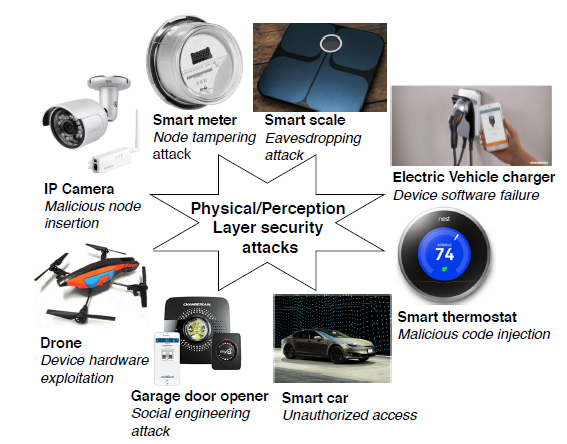 Smart meter
Node tampering
attack
Smart scale
Eavesdropping
attack
Electric Vehicle charger
Device software failure
IP Camera
Malicious node
insertion
Physical/Perception
Layer security
attacks
nest
74
Smart thermostat
Malicious code injection
CHAMBERLAIN
Drone
Device hardware
exploitation
Garage door opener
Social engineering
attack
Smart car
Unauthorized access